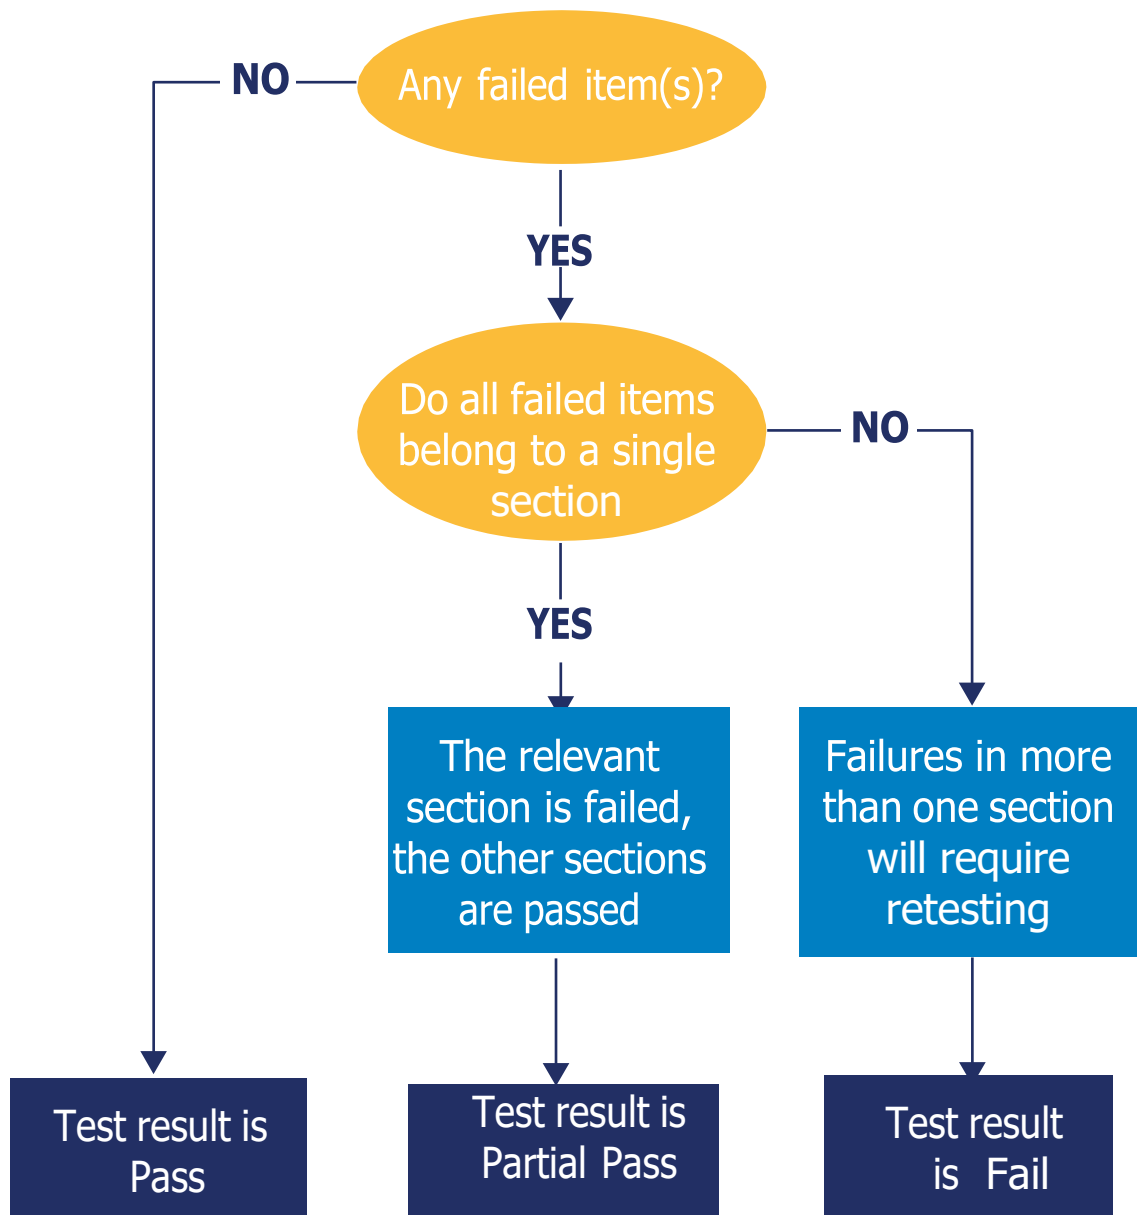 Any failed item(s)?
NO
YES
Do all failed items
belong to a single
section
NO
YES
The relevant
section is failed,
the other sections
are passed
Failures in more
than one section
will require
retesting
Test result is
Pass
Test result is
Partial Pass
Test result
is Fail